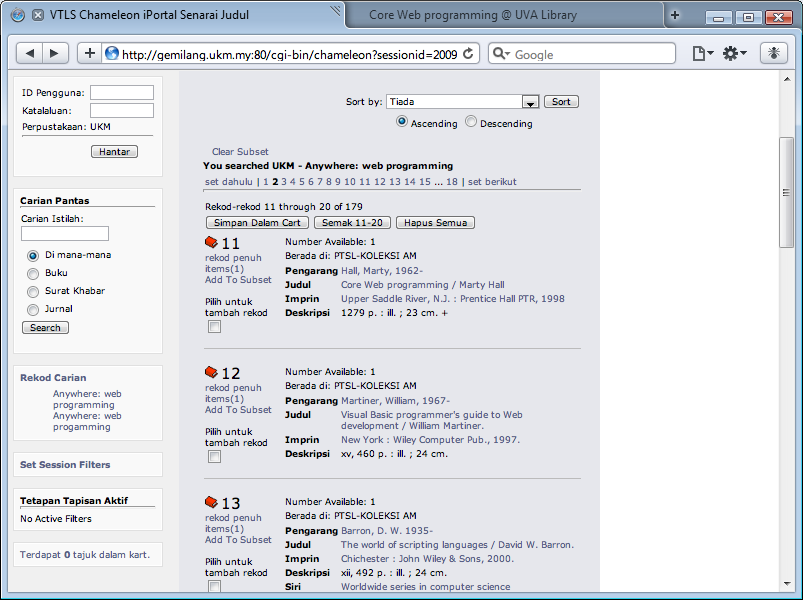 VTLS Chameleon iPortal Senarai Judul
Core Web programming @ UVA Library
http://gemilang.ukm.my:80/cgi-bin/chameleon?sessionid=2009
Google
ID Pengguna:
Katalaluan:
Perpustakaan: UKM
Hantar
Carian Pantas
Carian Istilah:
Di mana-mana
Buku
Surat Khabar
Jurnal
Search
Rekod Carian
Anywhere: web
programming
Anywhere: web
progamming
Set Session Filters
Tetapan Tapisan Aktif
No Active Filters
Terdapat 0 tajuk dalam kart.
Sort by: Tiada Sort
Ascending Descending
Clear Subset
You searched UKM - Anywhere: web programming
set dahulu | 1 2 3 4 5 6 7 8 9 10 11 12 13 14 15 ... 18 | set berikut
Rekod-rekod 11 through 20 of 179
Simpan Dalam Cart Semak 11-20 Hapus Semua
11
rekod penuh
items(1)
Add To Subset
Pilih untuk
tambah rekod
Number Available: 1
Berada di: PTSL-KOLEKSI AM
Pengarang Hall, Marty, 1962-
Judul Core Web programming / Marty Hall
Imprin Upper Saddle River, N.J. : Prentice Hall PTR, 1998
Deskripsi 1279 p. : ill. ; 23 cm. +
12
rekod penuh
items(1)
Add To Subset
Pilih untuk
tambah rekod
Number Available: 1
Berada di: PTSL-KOLEKSI AM
Pengarang Martiner, William, 1967-
Judul Visual Basic programmer's guide to Web
development / William Martiner.
Imprin New York : Wiley Computer Pub., 1997.
Deskripsi xv, 460 p. : ill. ; 24 cm.
13
rekod penuh
items(1)
Add To Subset
Pilih untuk
tambah rekod
Number Available: 1
Berada di: PTSL-KOLEKSI AM
Pengarang Barron, D. W. 1935-
Judul The world of scripting languages / David W. Barron.
Imprin Chichester : John Wiley & Sons, 2000.
Deskripsi xii, 492 p. : ill. ; 24 cm.
Siri Worldwide series in computer science